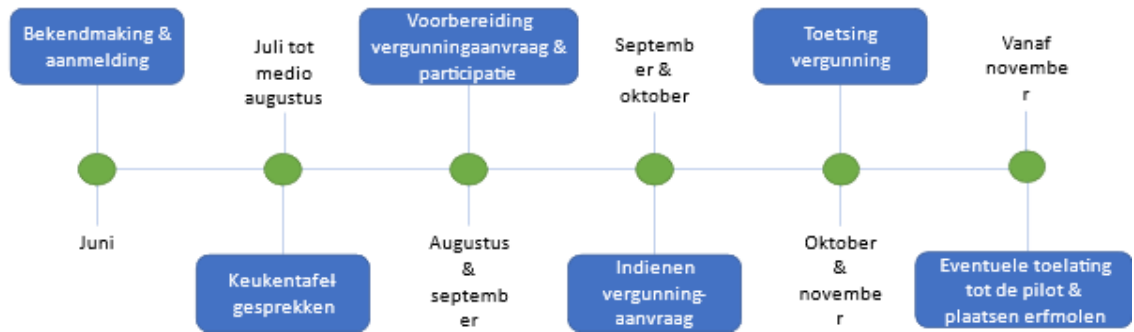 Bekendmaking &
aanmelding
Juni
Juli tot
medio
augustus
Keukentafel-
gesprekken
Voorbereiding
vergunningaanvraag &
participatie
Augustus
&
septemb
er
Septemb
er &
oktober
Indienen
vergunning-
aanvraag
Toetsing
vergunning
Oktober
&
novembe
r
Vanaf
novembe
r
Eventuele toelating
tot de pilot &
plaatsen erfmolen